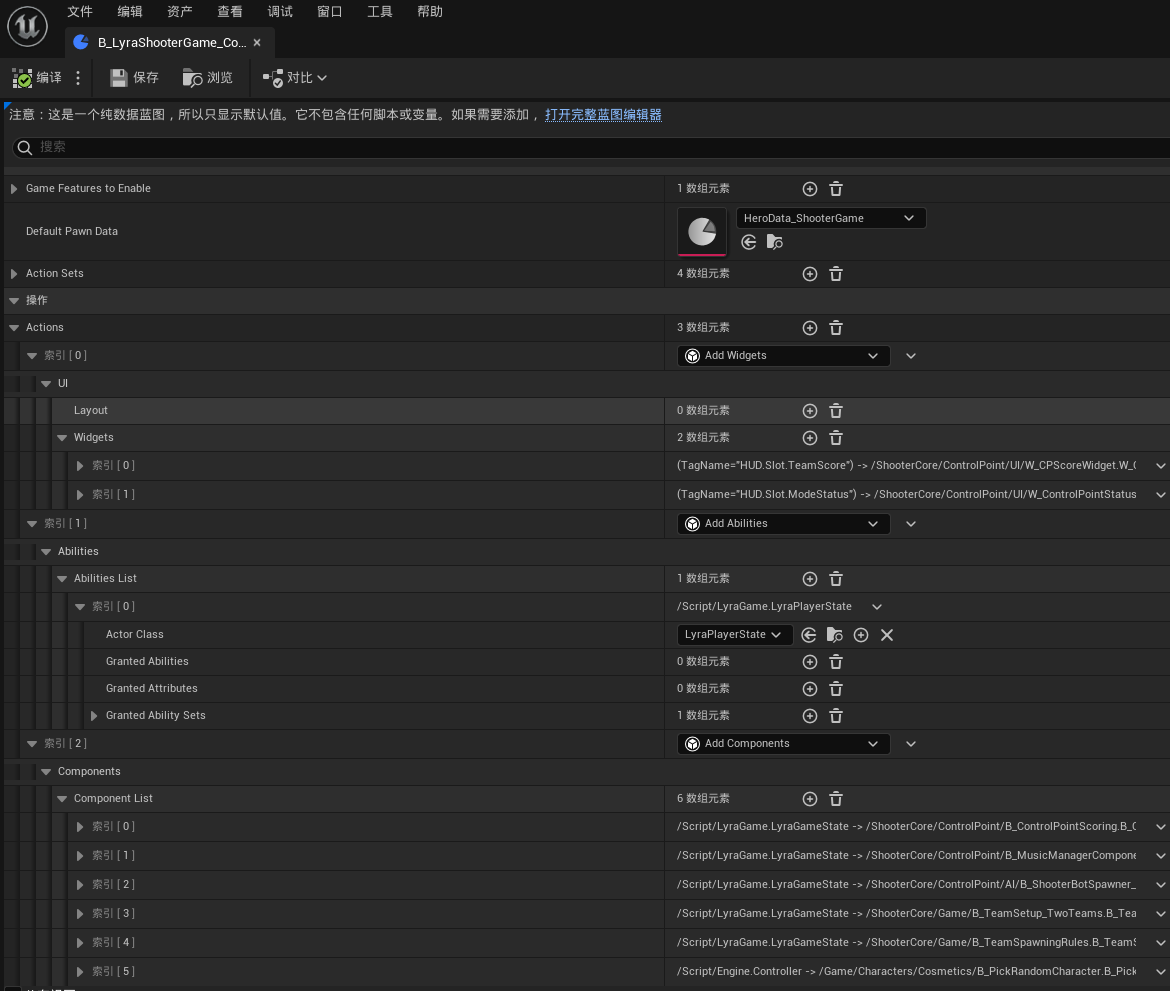 文件 编辑 资产 查看 调试 窗口 工具 帮助
B_LyraShooterGame_Co...
编译 保存 浏览 对比
注意：这是一个纯数据蓝图，所以只显示默认值。它不包含任何脚本或变量。如果需要添加，打开完整蓝图编辑器
搜索
Game Features to Enable 1 数组元素
Default Pawn Data HeroData_ShooterGame
Action Sets 4 数组元素
操作
Actions 3 数组元素
索引 [ 0 ] Add Widgets
UI
Layout 0 数组元素
Widgets 2 数组元素
索引 [ 0 ] (TagName="HUD.Slot.TeamScore") -> /ShooterCore/ControlPoint/UI/W_CPScoreWidget.W_C
索引 [ 1 ] (TagName="HUD.Slot.ModeStatus") -> /ShooterCore/ControlPoint/UI/W_ControlPointStatus
索引 [ 1 ] Add Abilities
Abilities
Abilities List 1 数组元素
索引 [ 0 ] /Script/LyraGame.LyraPlayerState
Actor Class LyraPlayerState
Granted Abilities 0 数组元素
Granted Attributes 0 数组元素
Granted Ability Sets 1 数组元素
索引 [ 2 ] Add Components
Components
Component List 6 数组元素
索引 [ 0 ] /Script/LyraGame.LyraGameState -> /ShooterCore/ControlPoint/B_ControlPointScoring.B_C
索引 [ 1 ] /Script/LyraGame.LyraGameState -> /ShooterCore/ControlPoint/B_MusicManagerCompone
索引 [ 2 ] /Script/LyraGame.LyraGameState -> /ShooterCore/ControlPoint/AI/B_ShooterBotSpawner_
索引 [ 3 ] /Script/LyraGame.LyraGameState -> /ShooterCore/Game/B_TeamSetup_TwoTeams.B_Tea
索引 [ 4 ] /Script/LyraGame.LyraGameState -> /ShooterCore/Game/B_TeamSpawningRules.B_TeamS
索引 [ 5 ] /Script/Engine.Controller -> /Game/Characters/Cosmetics/B_PickRandomCharacter.B_Pick